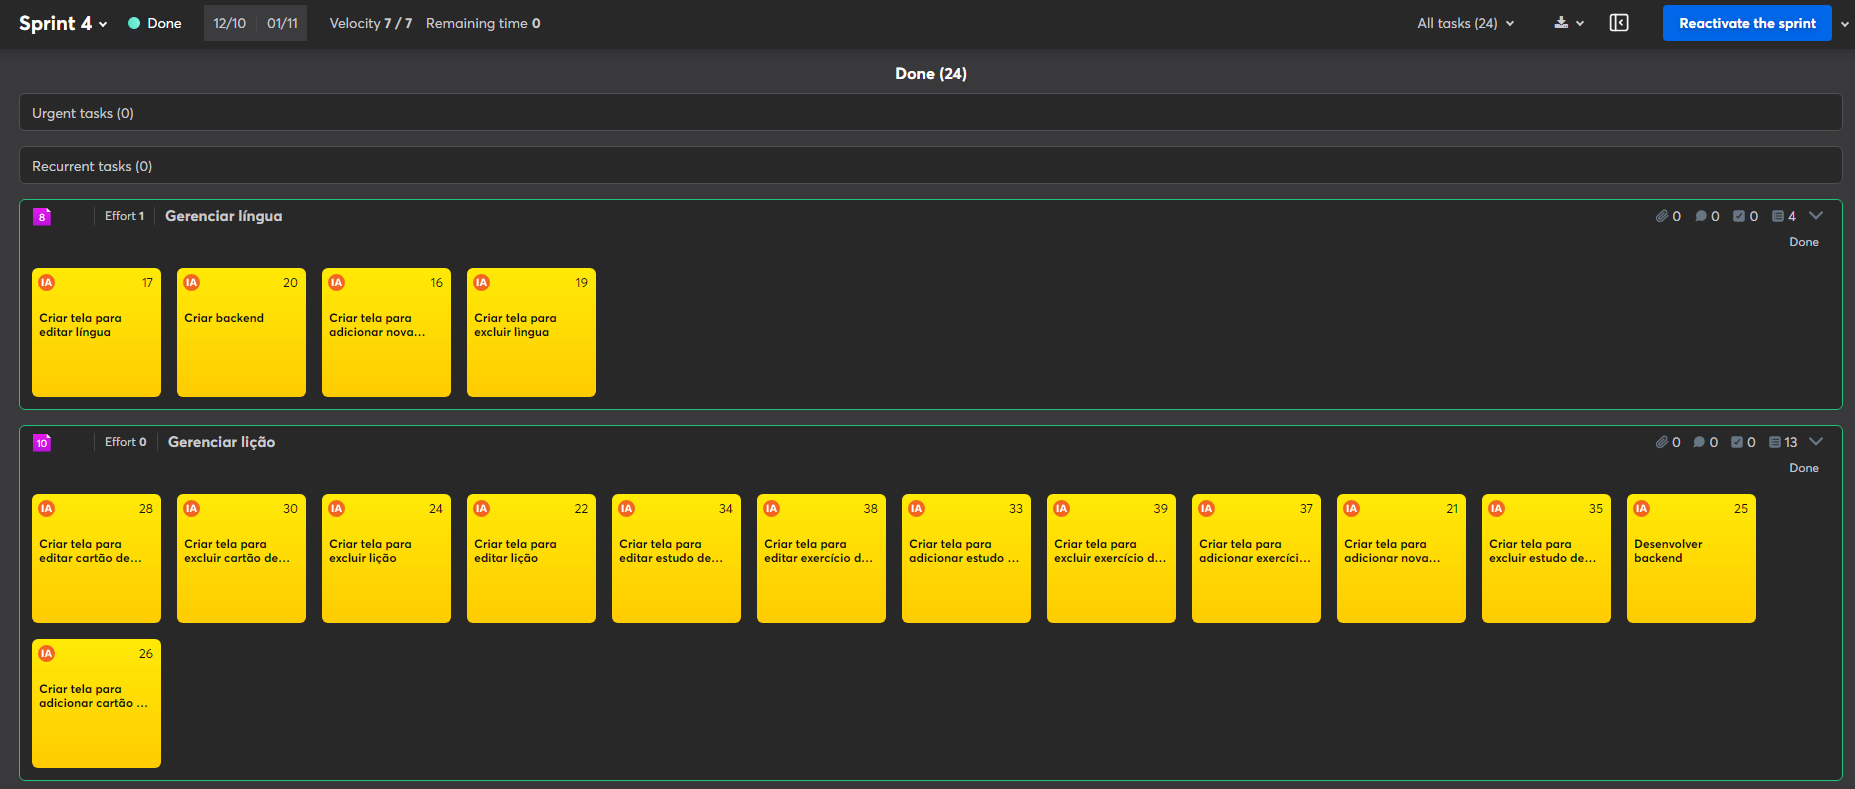 Sprint 4 Done 12/10 01/11 Velocity 7 / 7 Remaining time 0 All tasks (24) Reactivate the sprint
Done (24)
Urgent tasks (0)
Recurrent tasks (0)
8 Effort 1 Gerenciar língua 0 0 0 4
Done
IA 17
Criar tela para
editar língua
IA 20
Criar backend
IA 16
Criar tela para
adicionar nova...
IA 19
Criar tela para
excluir lingua
10 Effort 0 Gerenciar lição 0 0 0 13
Done
IA 28
Criar tela para
editar cartão de...
IA 30
Criar tela para
excluir cartão de...
IA 24
Criar tela para
excluir lição
IA 22
Criar tela para
editar lição
IA 34
Criar tela para
editar estudo de...
IA 38
Criar tela para
editar exercício d...
IA 33
Criar tela para
adicionar estudo ...
IA 39
Criar tela para
excluir exercício d...
IA 37
Criar tela para
adicionar exercíci...
IA 21
Criar tela para
adicionar nova...
IA 35
Criar tela para
excluir estudo de...
IA 25
Desenvolver
backend
IA 26
Criar tela para
adicionar cartão ...